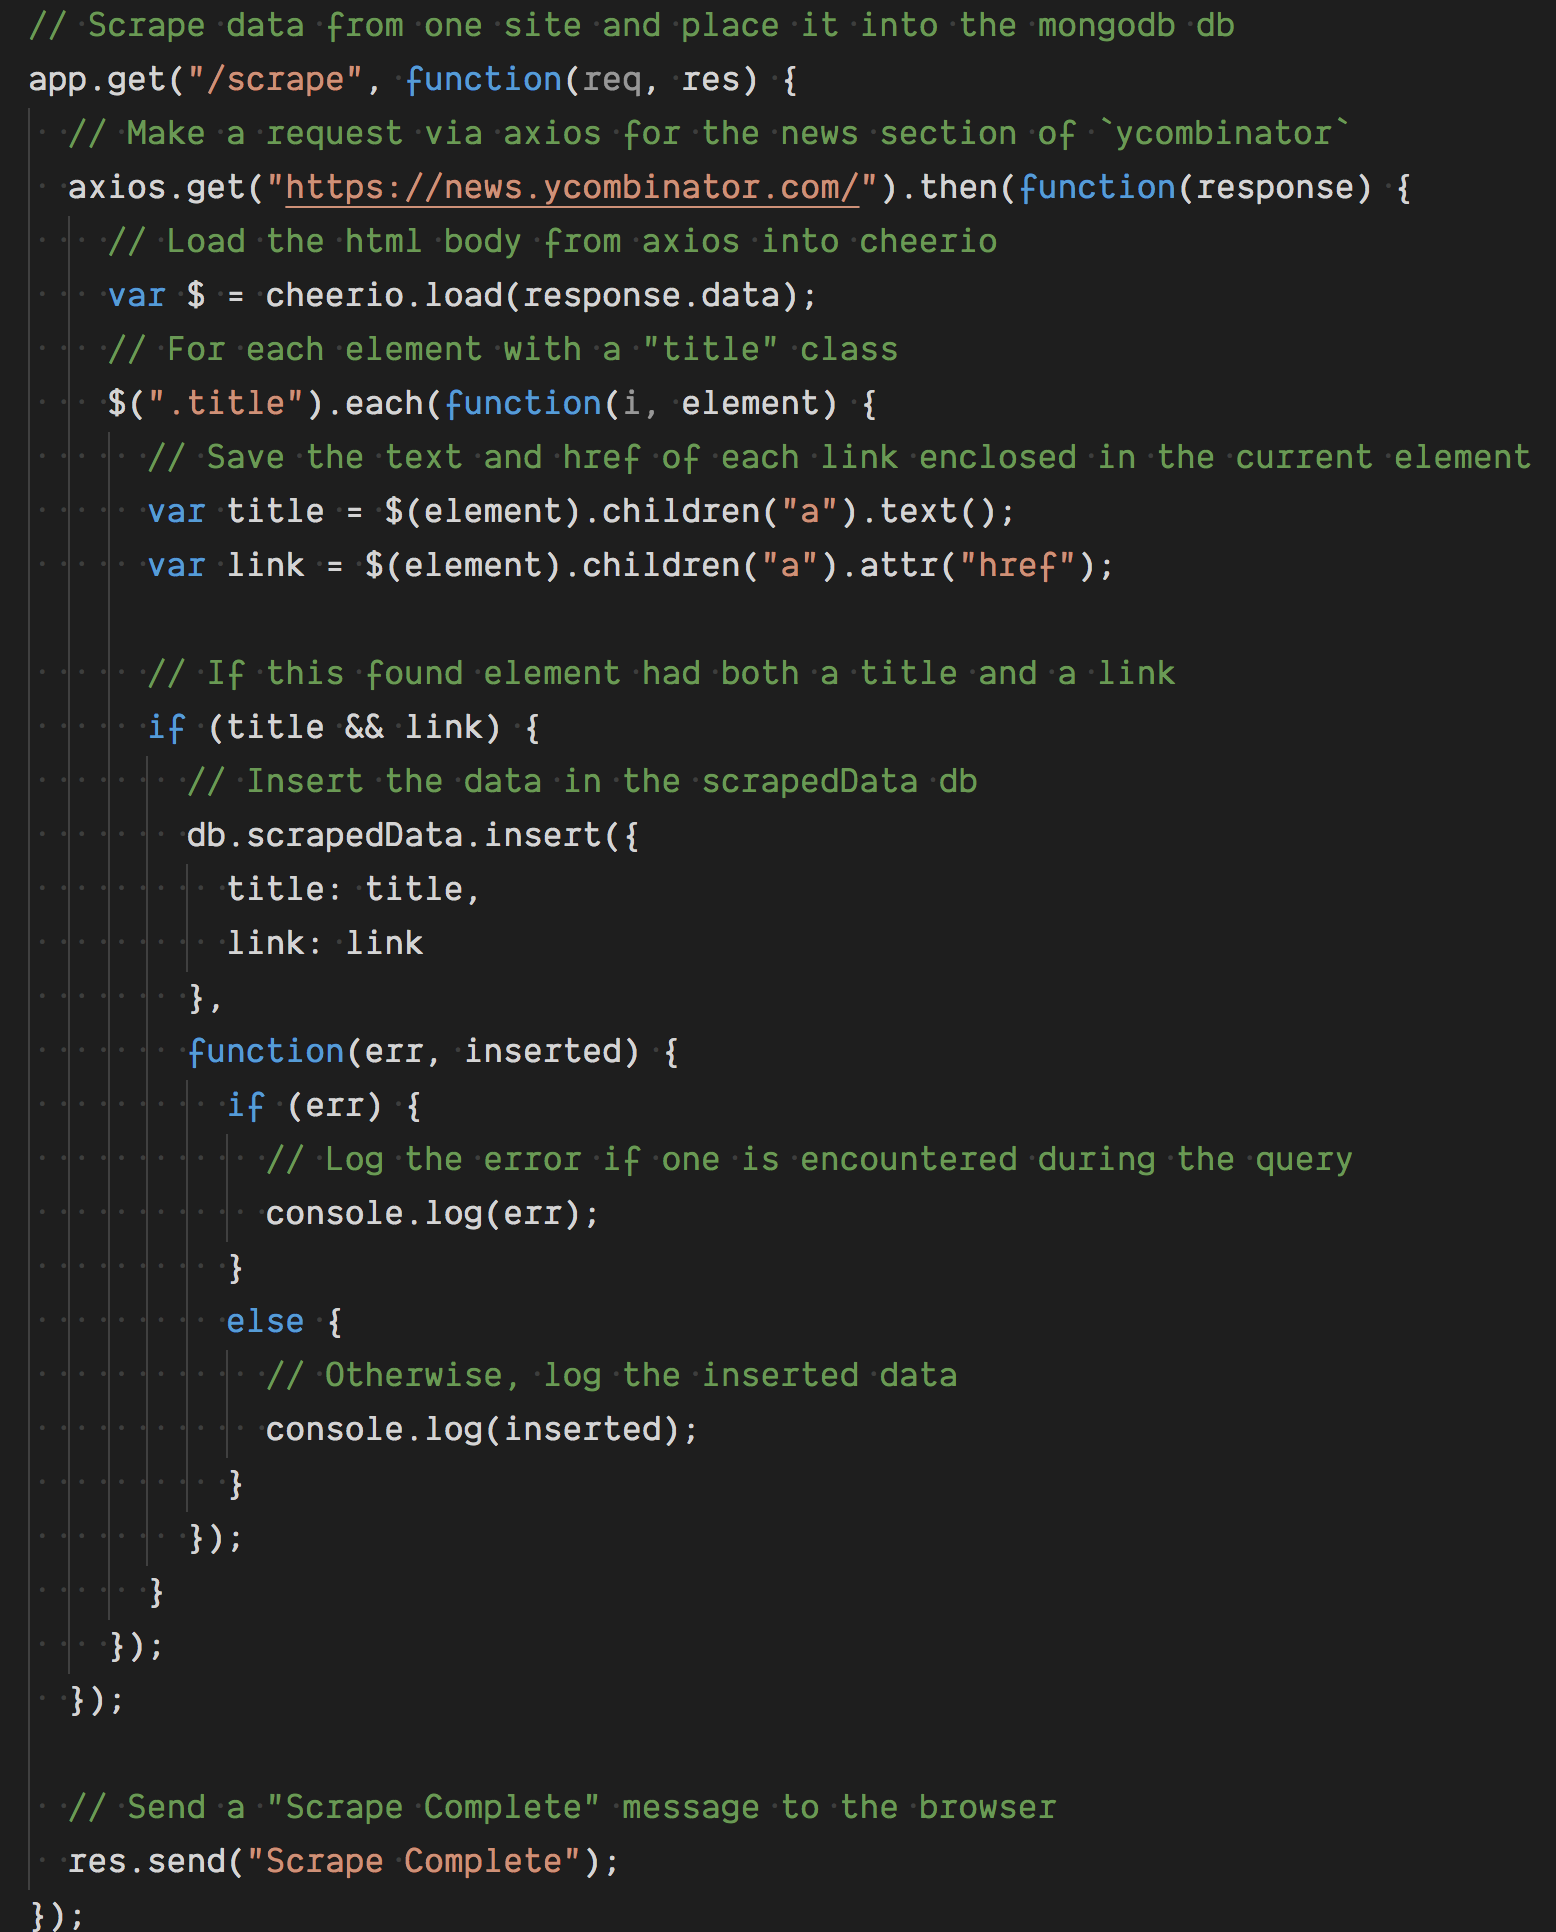 // Scrape data from one site and place it into the mongodb db
app.get("/scrape", function(req, res) {
  // Make a request via axios for the news section of `ycombinator`
  axios.get("https://news.ycombinator.com/").then(function(response) {
    // Load the html body from axios into cheerio
    var $ = cheerio.load(response.data);
    // For each element with a "title" class
    $(".title").each(function(i, element) {
      // Save the text and href of each link enclosed in the current element
      var title = $(element).children("a").text();
      var link = $(element).children("a").attr("href");

      // If this found element had both a title and a link
      if (title && link) {
        // Insert the data in the scrapedData db
        db.scrapedData.insert({
          title: title,
          link: link
        },
        function(err, inserted) {
          if (err) {
            // Log the error if one is encountered during the query
            console.log(err);
          }
          else {
            // Otherwise, log the inserted data
            console.log(inserted);
          }
        });
      }
    });
  });

  // Send a "Scrape Complete" message to the browser
  res.send("Scrape Complete");
});